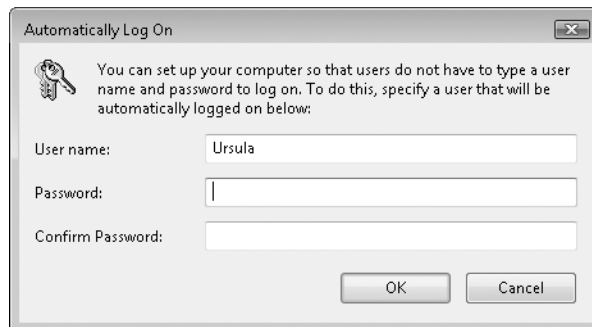 Automatically Log On
You can set up your computer so that users do not have to type a user
name and password to log on. To do this, specify a user that will be
automatically logged on below:
User name: Ursula
Password:
Confirm Password:
OK Cancel